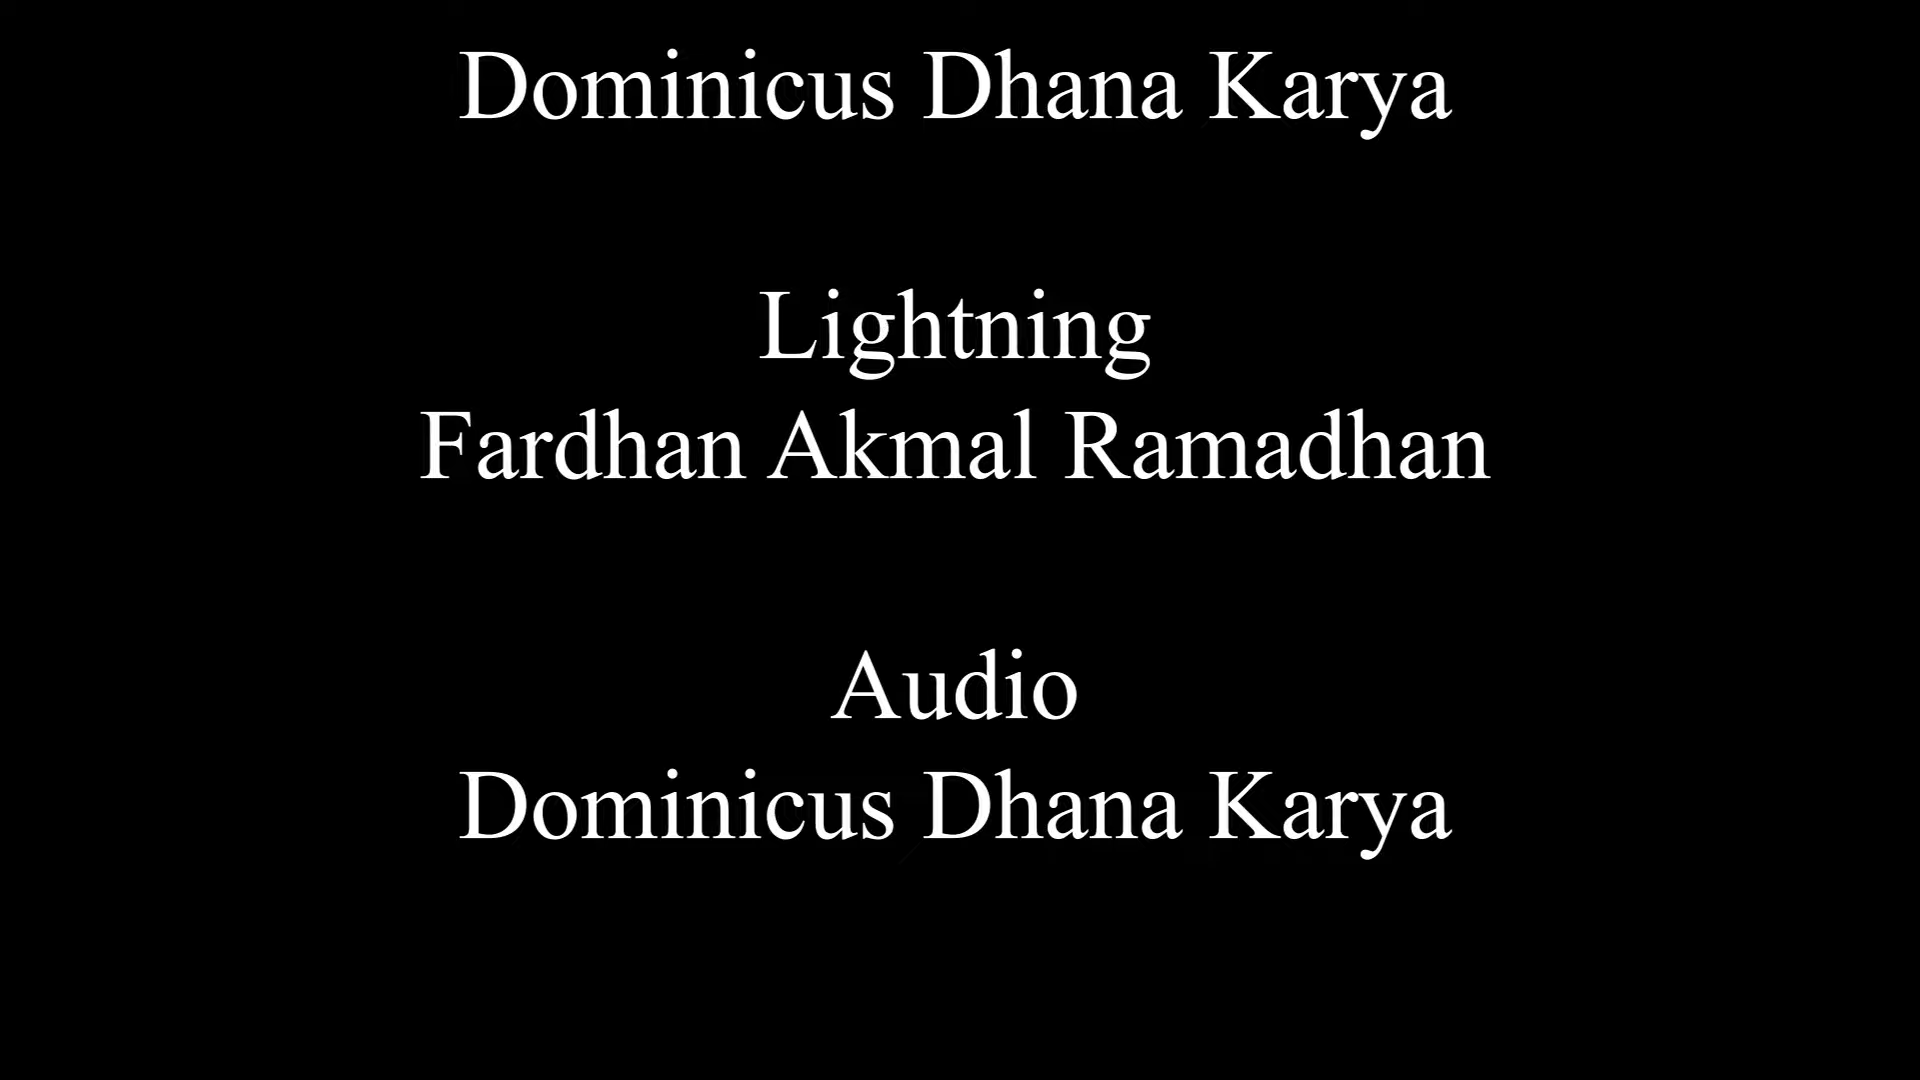 Dominicus Dhana Karya
Lightning
Fardhan Akmal Ramadhan
Audio
Dominicus Dhana Karya